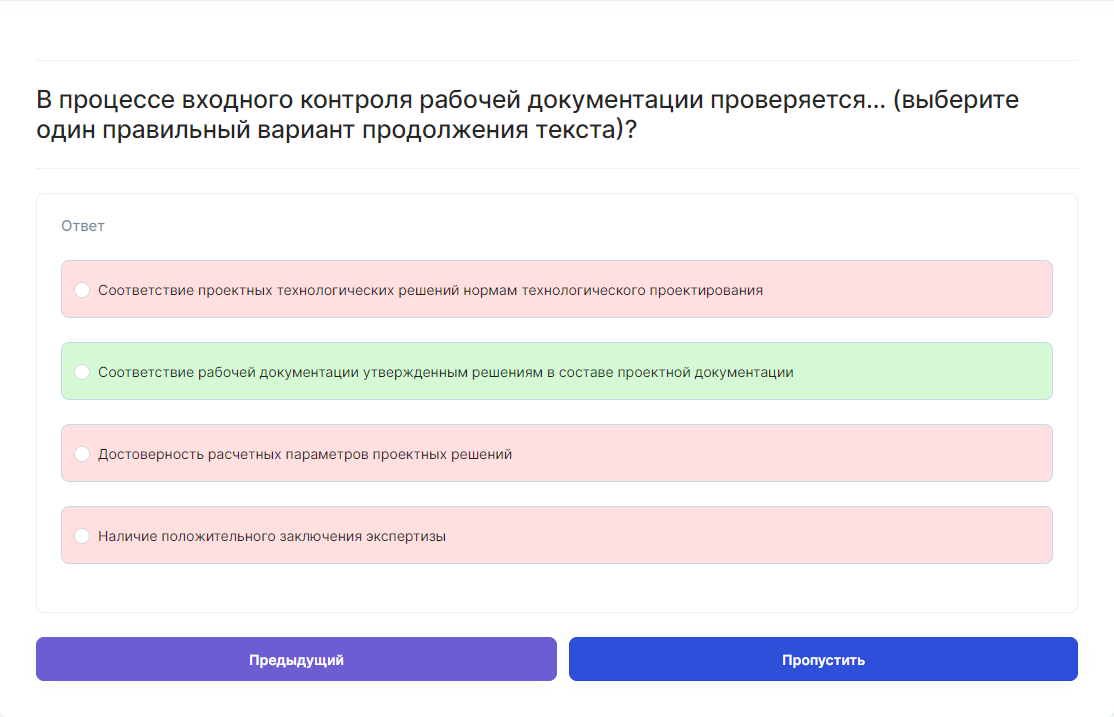 В процессе входного контроля рабочей документации проверяется... (выберите
один правильный вариант продолжения текста)?
Ответ
Соответствие проектных технологических решений нормам технологического проектирования
Соответствие рабочей документации утвержденным решениям в составе проектной документации
Достоверность расчетных параметров проектных решений
Наличие положительного заключения экспертизы
Предыдущий
Пропустить